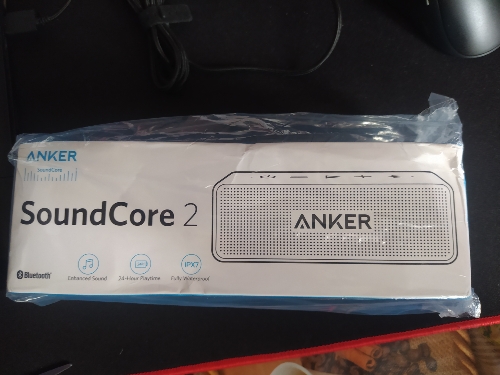 ANKER
SoundCore
SoundCore 2
ANKER
Bluetooth
Enhanced Sound
24-Hour Playtime
IPX7
Fully Waterproof